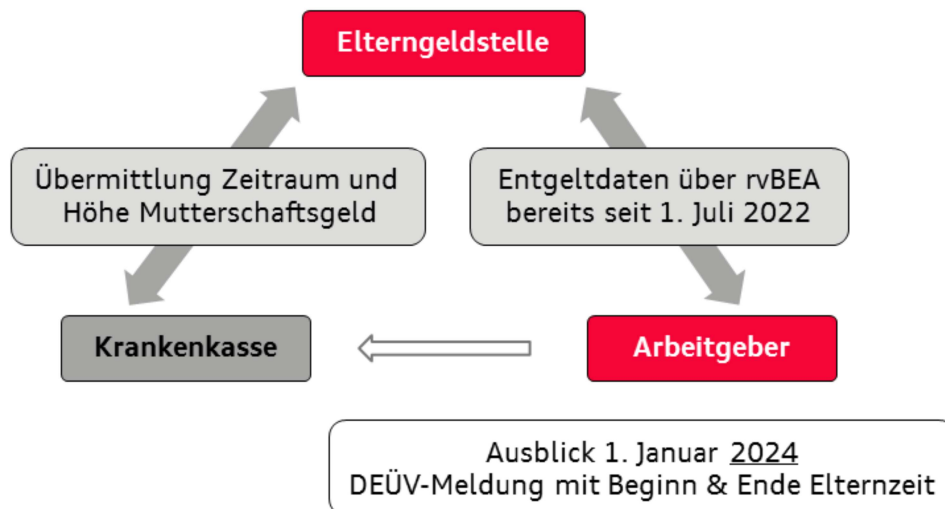 Elterngeldstelle
Übermittlung Zeitraum und
Höhe Mutterschaftsgeld
Entgeltdaten über rvBEA
bereits seit 1. Juli 2022
Krankenkasse
Arbeitgeber
Ausblick 1. Januar 2024
DEÜV-Meldung mit Beginn & Ende Elternzeit